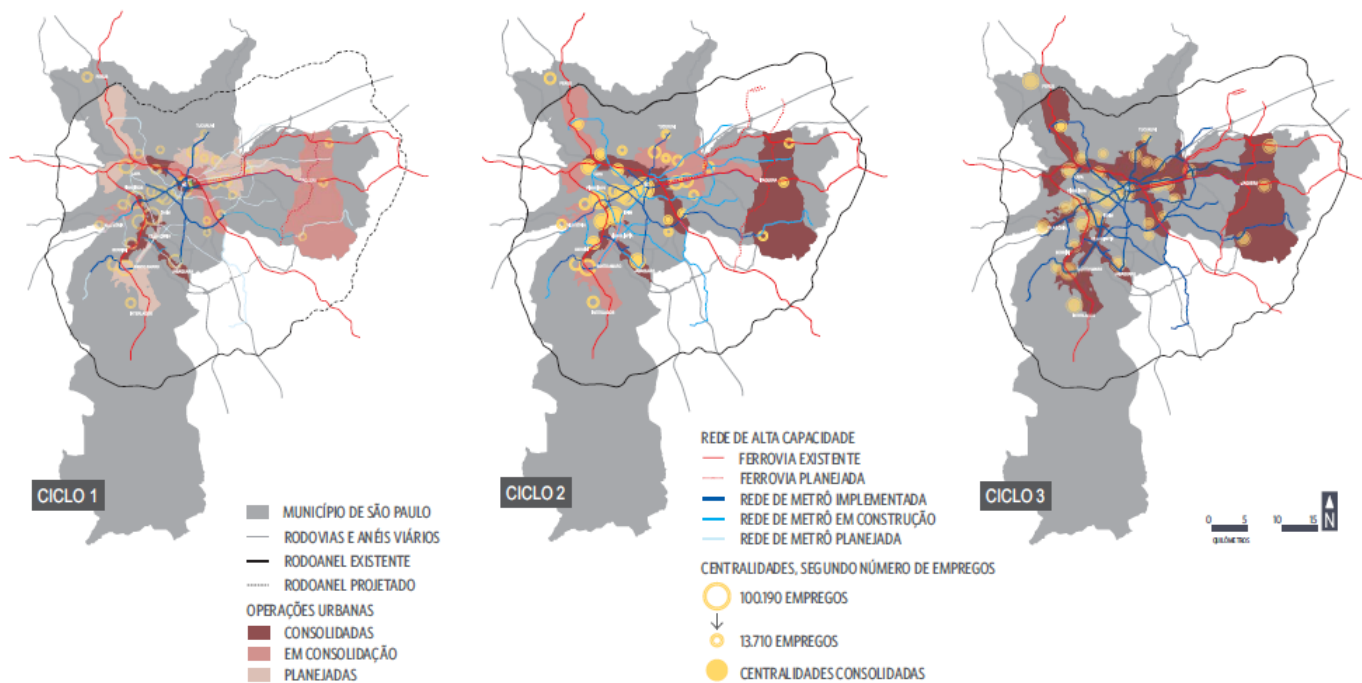 CICLO 1
MUNICÍPIO DE SÃO PAULO
RODOVIAS E ANÉIS VIÁRIOS
RODOANEL EXISTENTE
RODOANEL PROJETADO
OPERAÇÕES URBANAS
CONSOLIDADAS
EM CONSOLIDAÇÃO
PLANEJADAS
CICLO 2
REDE DE ALTA CAPACIDADE
FERROVIA EXISTENTE
FERROVIA PLANEJADA
REDE DE METRÔ IMPLEMENTADA
REDE DE METRÔ EM CONSTRUÇÃO
REDE DE METRÔ PLANEJADA
CENTRALIDADES, SEGUNDO NÚMERO DE EMPREGOS
100.190 EMPREGOS
13.710 EMPREGOS
CENTRALIDADES CONSOLIDADAS
CICLO 3
0 5 10 15
QUILÔMETROS
N